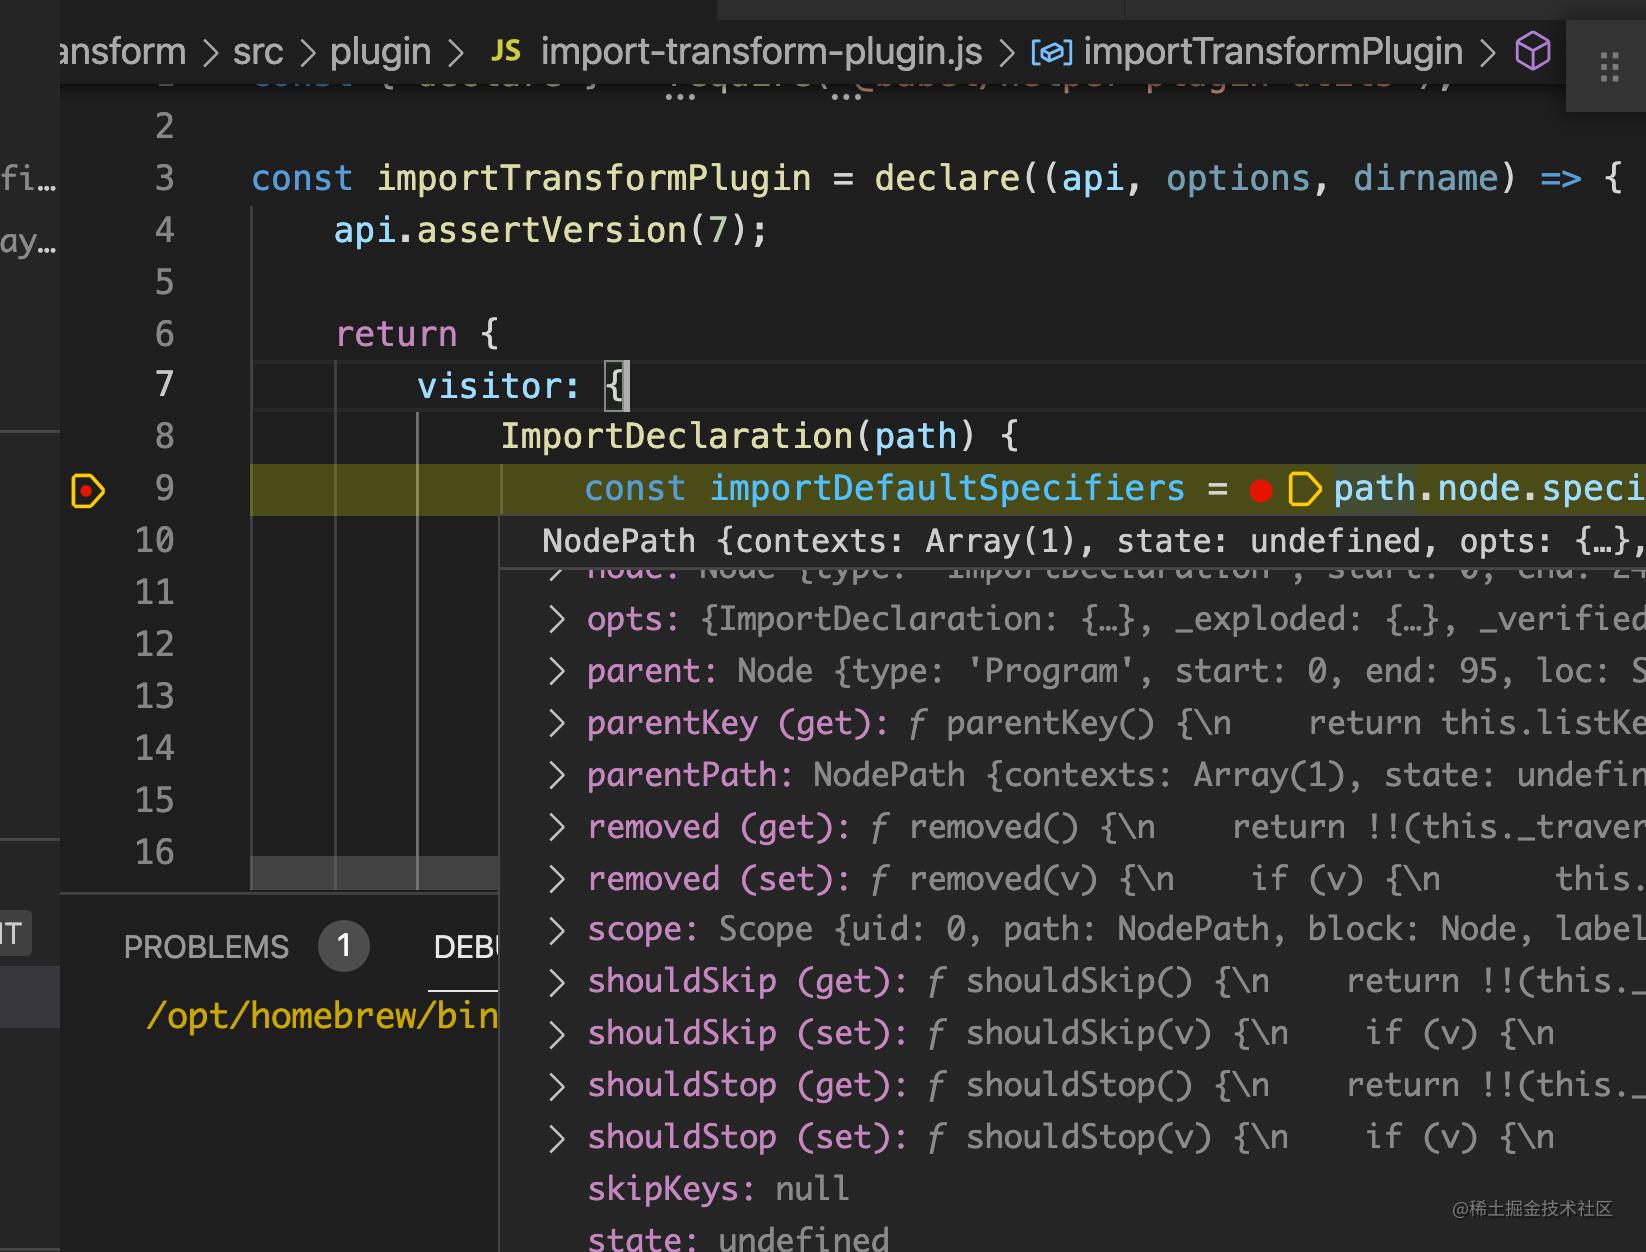 ansform > src > plugin > JS import-transform-plugin.js > importTransformPlugin >
2
fi…
3 const importTransformPlugin = declare((api, options, dirname) => {
4 api.assertVersion(7);
ay…
5
6 return {
7 visitor: {
8 ImportDeclaration(path) {
9 const importDefaultSpecifiers = path.node.speci
10 NodePath {contexts: Array(1), state: undefined, opts: {…},
11
> opts: {ImportDeclaration: {…}, _exploded: {…}, _verified
12
> parent: Node {type: 'Program', start: 0, end: 95, loc: S
13
> parentKey (get): ƒ parentKey() {\n return this.listKe
14
> parentPath: NodePath {contexts: Array(1), state: undefin
15
> removed (get): ƒ removed() {\n return !!(this._traver
16
> removed (set): ƒ removed(v) {\n if (v) {\n this.
> scope: Scope {uid: 0, path: NodePath, block: Node, label
IT
PROBLEMS 1 DEBU
> shouldSkip (get): ƒ shouldSkip() {\n return !!(this._
/opt/homebrew/bin
> shouldSkip (set): ƒ shouldSkip(v) {\n if (v) {\n
> shouldStop (get): ƒ shouldStop() {\n return !!(this._
> shouldStop (set): ƒ shouldStop(v) {\n if (v) {\n
skipKeys: null
state: undefined
@稀土掘金技术社区